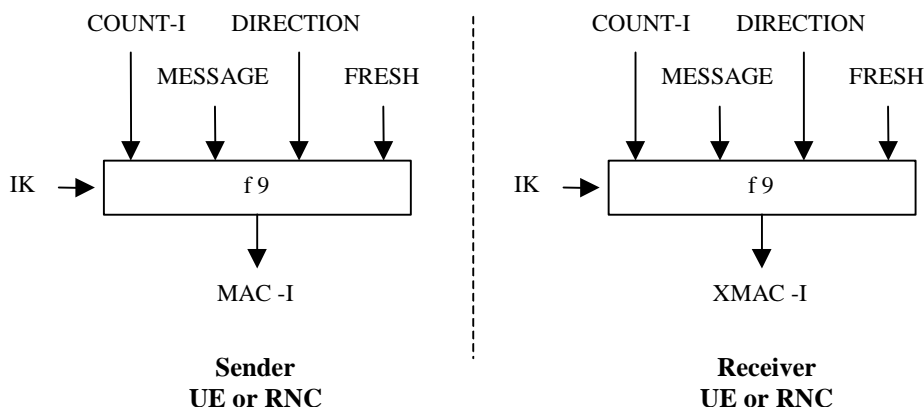 COUNT-I DIRECTION
MESSAGE FRESH
IK
f 9
MAC -I
Sender
UE or RNC
COUNT-I DIRECTION
MESSAGE FRESH
IK
f 9
XMAC -I
Receiver
UE or RNC